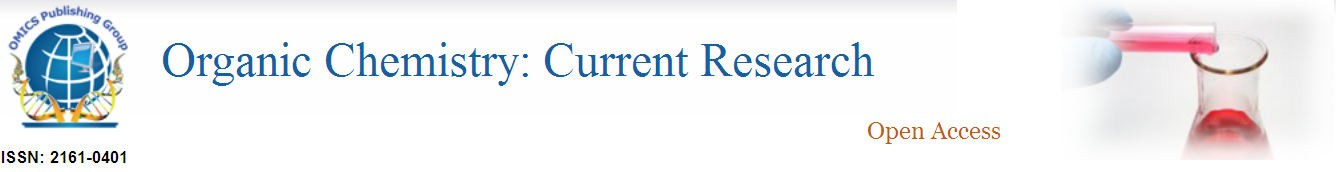 OMICS Publishing Group
Organic Chemistry: Current Research
Open Access
ISSN: 2161-0401